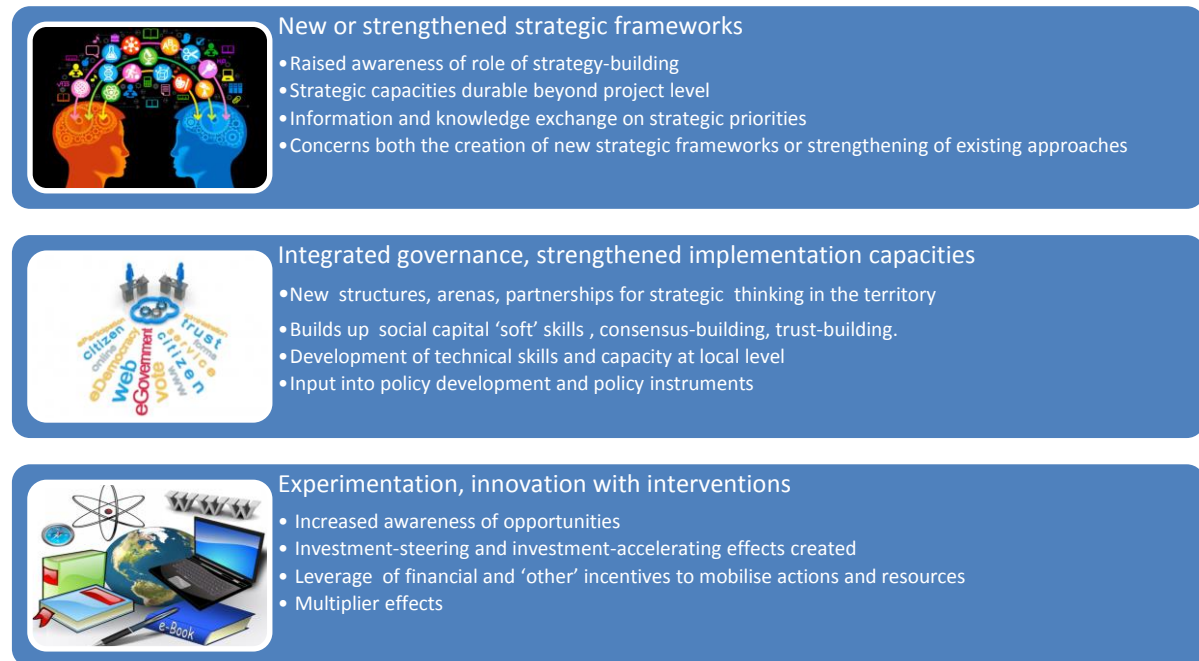 New or strengthened strategic frameworks
•Raised awareness of role of strategy-building
•Strategic capacities durable beyond project level
•Information and knowledge exchange on strategic priorities
•Concerns both the creation of new strategic frameworks or strengthening of existing approaches
Integrated governance, strengthened implementation capacities
•New structures, arenas, partnerships for strategic thinking in the territory
•Builds up social capital ‘soft’ skills , consensus-building, trust-building.
•Development of technical skills and capacity at local level
•Input into policy development and policy instruments
eParticipation
citizen
online
eDemocracy
web
eGovernment
vote
citizen
www
service
forms
trust
administration
Experimentation, innovation with interventions
• Increased awareness of opportunities
• Investment-steering and investment-accelerating effects created
• Leverage of financial and ‘other’ incentives to mobilise actions and resources
• Multiplier effects
WWW
e-Book